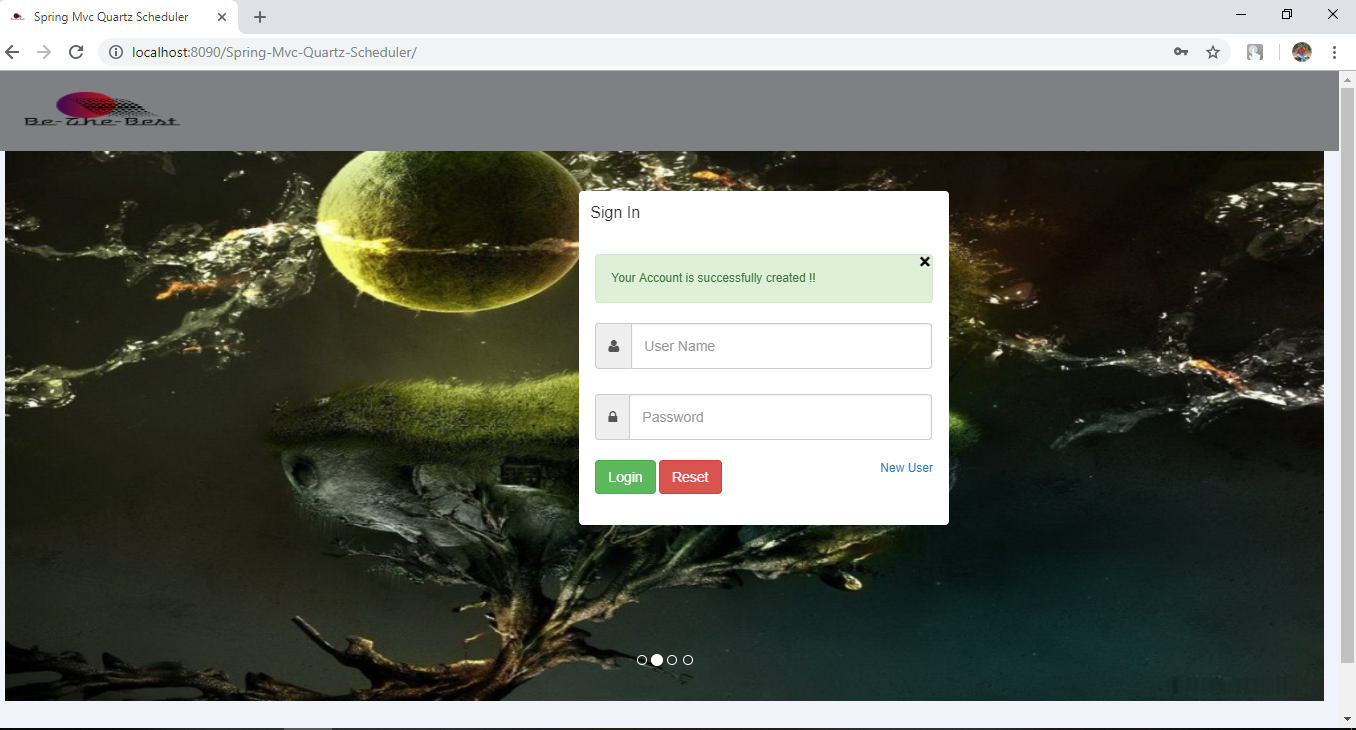 Spring Mvc Quartz Scheduler
localhost:8090/Spring-Mvc-Quartz-Scheduler/
Be-The-Best
Sign In
Your Account is successfully created !!
User Name
Password
Login Reset New User